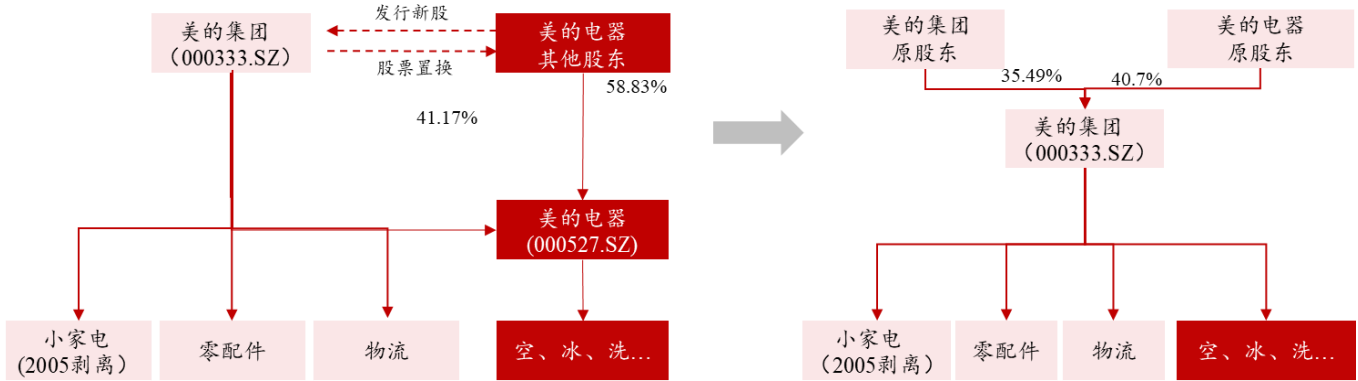 美的集团
（000333.SZ）
发行新股
股票置换
美的电器
其他股东
58.83%
41.17%
美的电器
(000527.SZ)
小家电
(2005剥离）
零配件
物流
空、冰、洗…
美的集团
原股东
美的电器
原股东
35.49%
40.7%
美的集团
（000333.SZ）
小家电
（2005剥离）
零配件
物流
空、冰、洗…